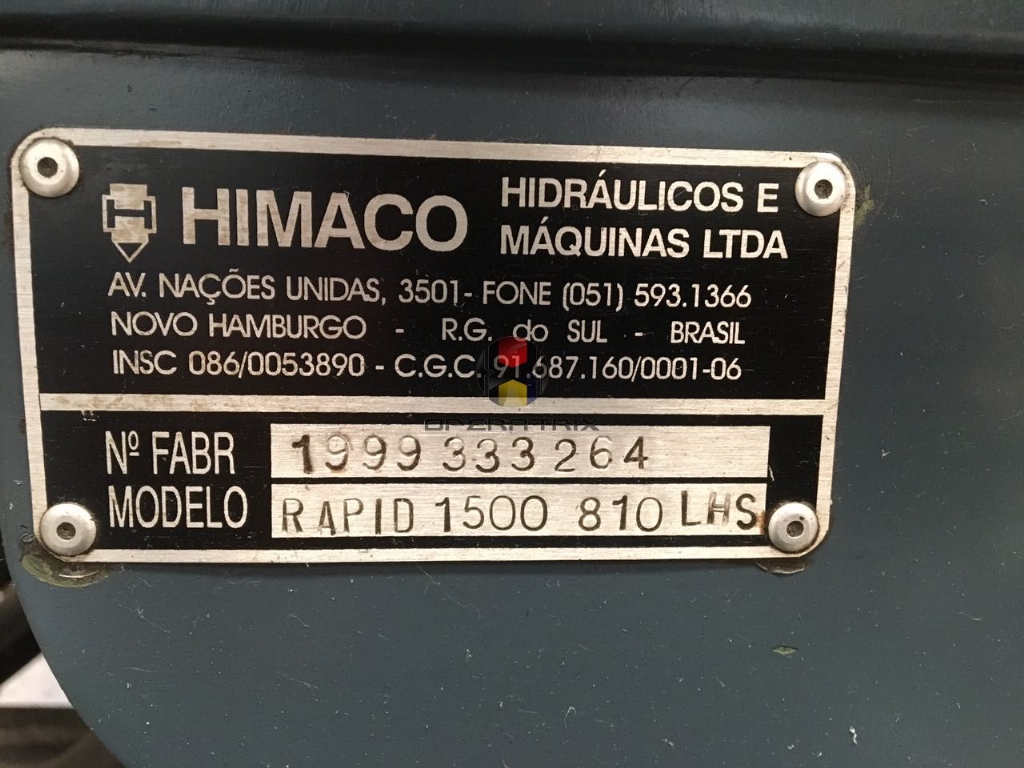 HIMACO
HIDRÁULICOS E
MÁQUINAS LTDA
AV. NAÇÕES UNIDAS, 3501- FONE (051) 593.1366
NOVO HAMBURGO - R.G. do SUL - BRASIL
INSC 086/0053890 - C.G.C. 91.687.160/0001-06
OPERATRIX
Nº FABR 1999 333 264
MODELO RAPID 1500 810 LHS